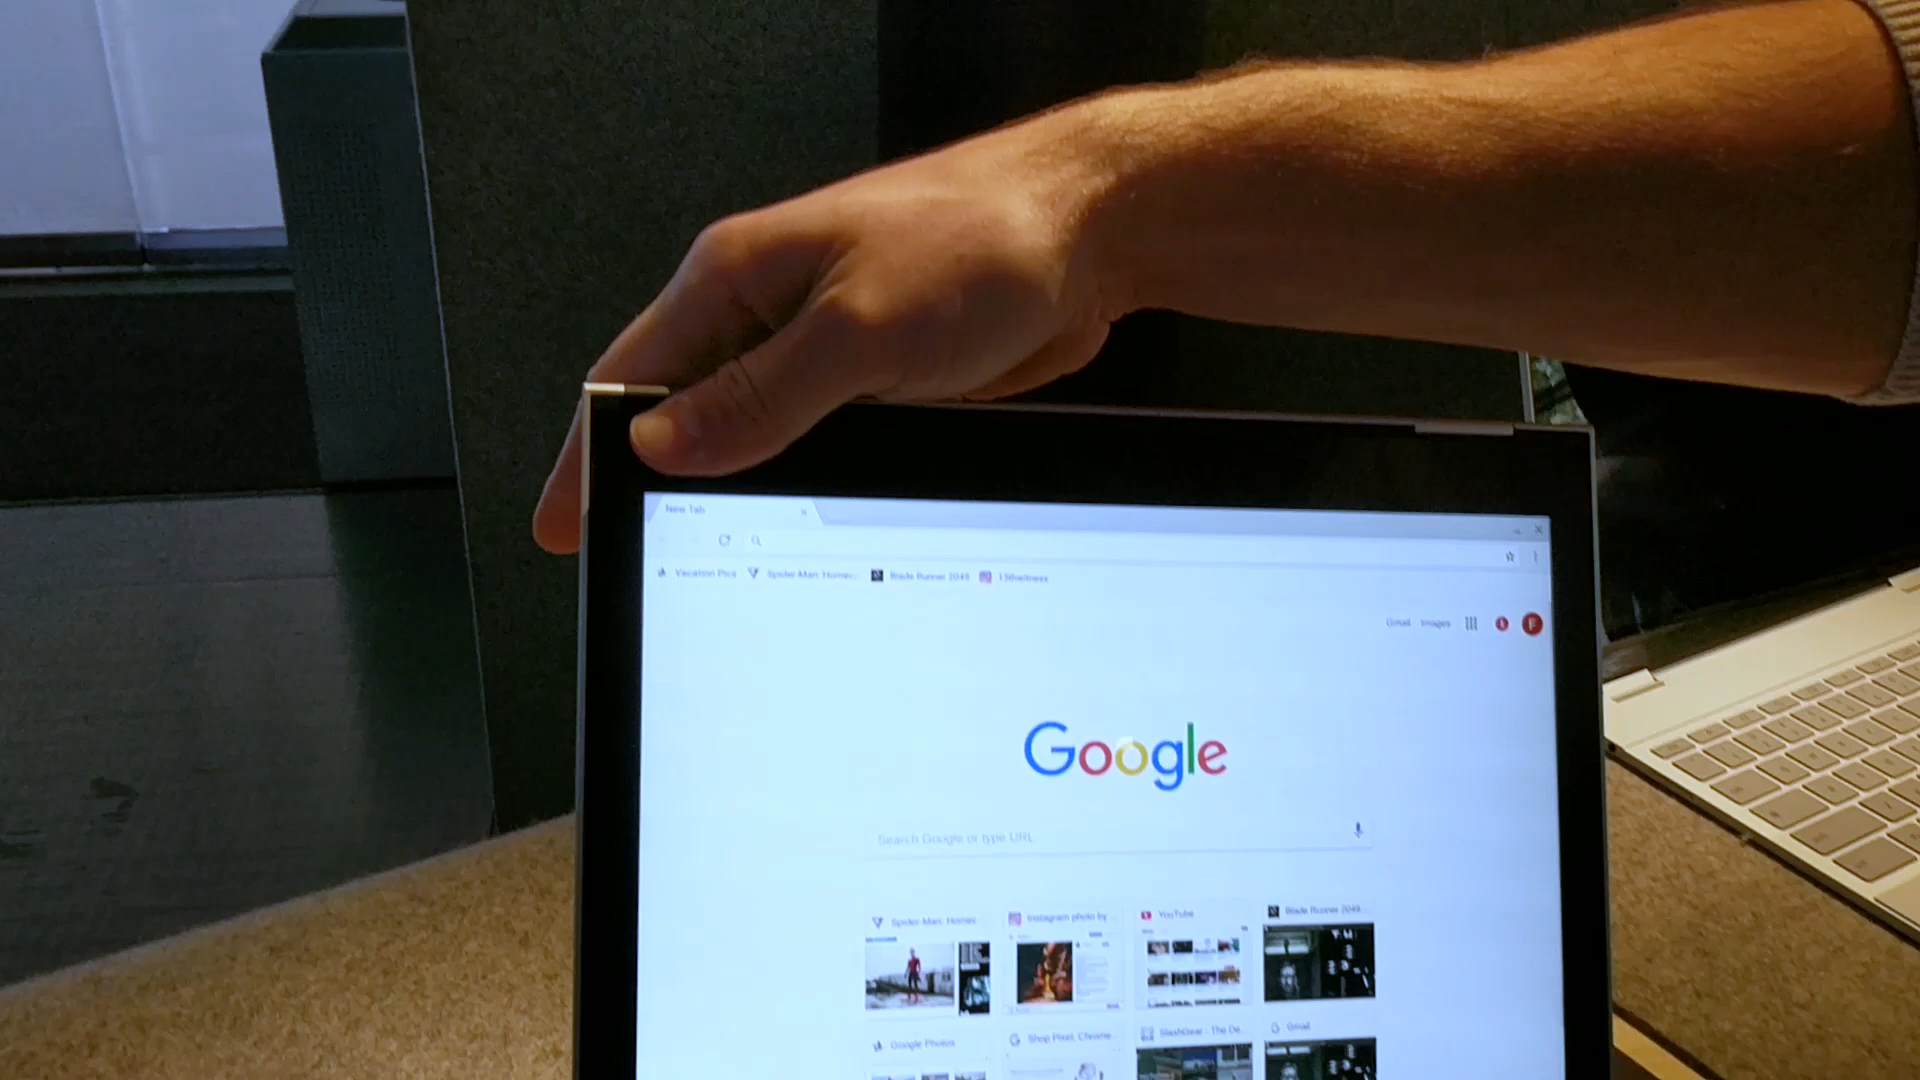 New Tab
Vacation Pics Spider-Man: Homec... Blade Runner 2049
Gmail Images F
Google
Search Google or type URL
Spider-Man: Homec... Instagram photo by ... YouTube Blade Runner 2049...
Google Photos Shop Pixel, Chrome... SlashGear - The De... Gmail